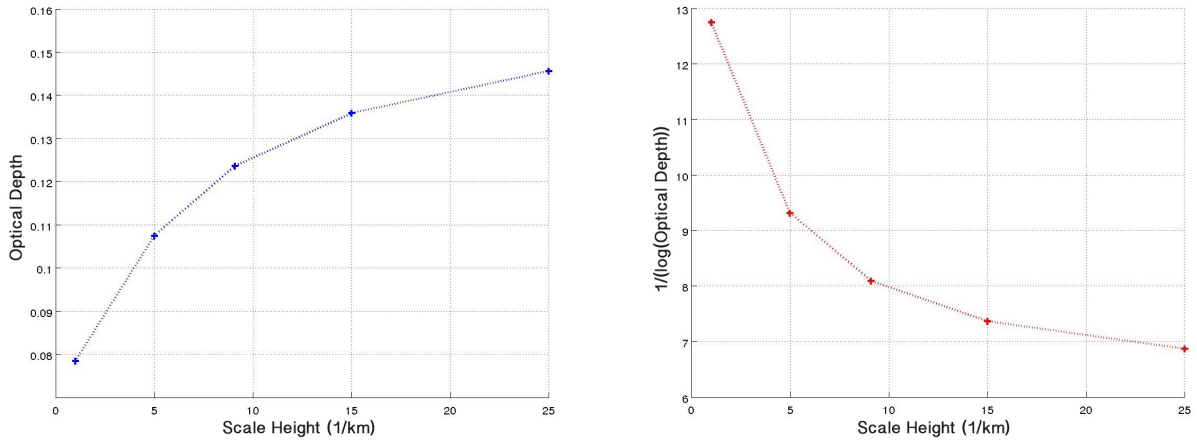 0.16
0.15
0.14
0.13
0.12
0.11
0.1
0.09
0.08
Optical Depth
0 5 10 15 20 25
Scale Height (1/km)
13
12
11
10
9
8
7
6
1/(log(Optical Depth))
0 5 10 15 20 25
Scale Height (1/km)